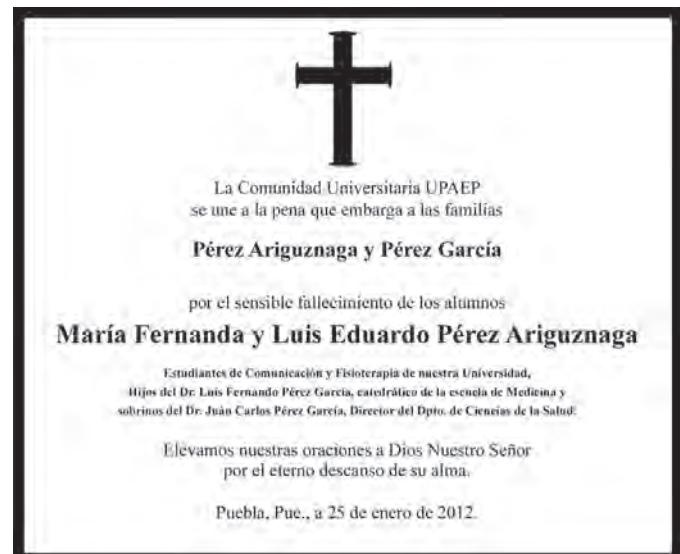 La Comunidad Universitaria UPAEP
se une a la pena que embarga a las familias
Pérez Ariguznaga y Pérez García
por el sensible fallecimiento de los alumnos
María Fernanda y Luis Eduardo Pérez Ariguznaga
Estudiantes de Comunicación y Fisioterapia de nuestra Universidad,
Hijos del Dr. Luis Fernando Pérez García, catedrático de la escuela de Medicina y
sobrinos del Dr. Juan Carlos Pérez García, Director del Dpto. de Ciencias de la Salud.
Elevamos nuestras oraciones a Dios Nuestro Señor
por el eterno descanso de su alma.
Puebla, Pue., a 25 de enero de 2012.